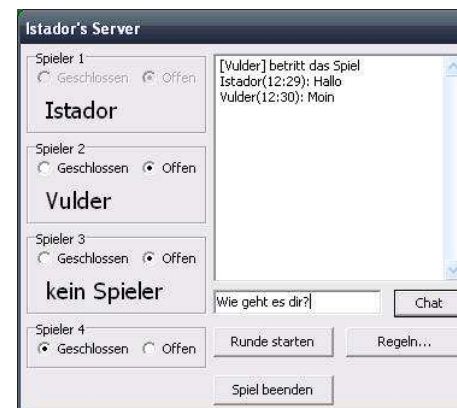 Istador's Server
Spieler 1
Geschlossen Offen
Istador
Spieler 2
Geschlossen Offen
Vulder
Spieler 3
Geschlossen Offen
kein Spieler
Spieler 4
Geschlossen Offen
[Vulder] betritt das Spiel
Istador(12:29): Hallo
Vulder(12:30): Moin
Wie geht es dir?
Chat
Runde starten
Regeln...
Spiel beenden